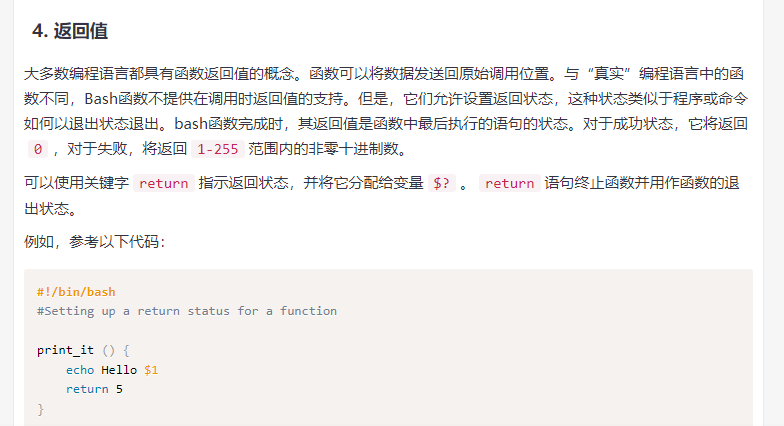 4. 返回值
大多数编程语言都具有函数返回值的概念。函数可以将数据发送回原始调用位置。与“真实”编程语言中的函
数不同，Bash函数不提供在调用时返回值的支持。但是，它们允许设置返回状态，这种状态类似于程序或命令
如何以退出状态退出。bash函数完成时，其返回值是函数中最后执行的语句的状态。对于成功状态，它将返回
0 ，对于失败，将返回 1-255 范围内的非零十进制数。
可以使用关键字 return 指示返回状态，并将它分配给变量 $? 。 return 语句终止函数并用作函数的退
出状态。
例如，参考以下代码：
#!/bin/bash
#Setting up a return status for a function
print_it () {
    echo Hello $1
    return 5
}